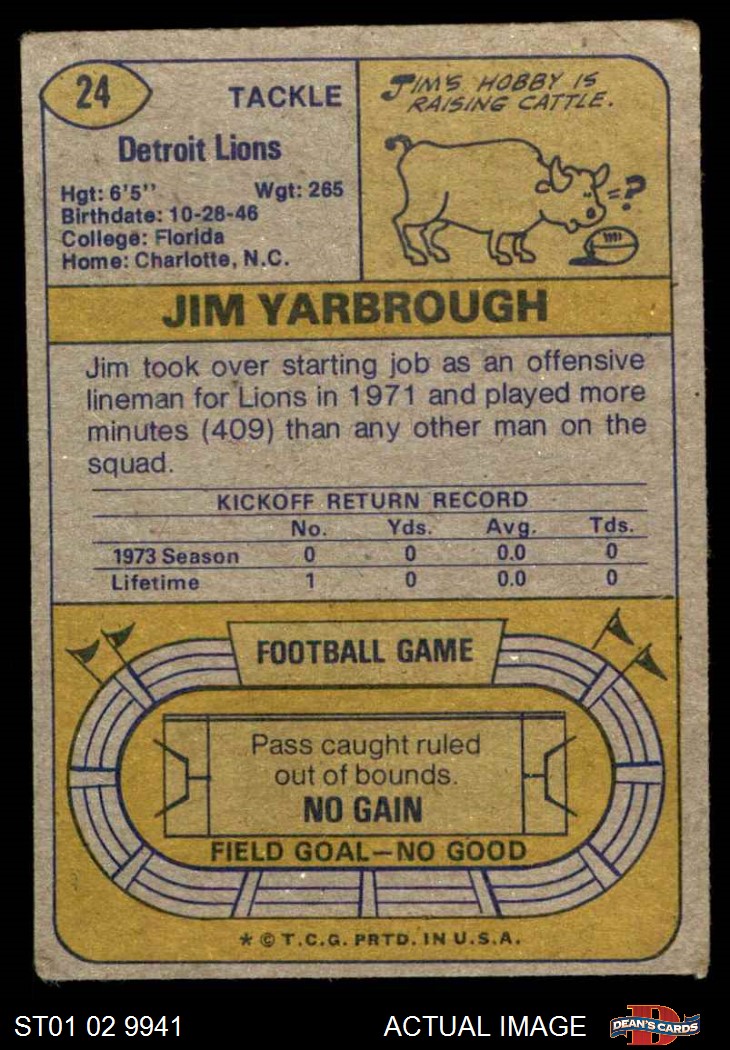 24
TACKLE
Detroit Lions
Hgt: 6'5" Wgt: 265
Birthdate: 10-28-46
College: Florida
Home: Charlotte, N.C.
JIM'S HOBBY IS
RAISING CATTLE.
=?
JIM YARBROUGH
Jim took over starting job as an offensive
lineman for Lions in 1971 and played more
minutes (409) than any other man on the
squad.
KICKOFF RETURN RECORD
No. Yds. Avg. Tds.
1973 Season 0 0 0.0 0
Lifetime 1 0 0.0 0
FOOTBALL GAME
Pass caught ruled
out of bounds.
NO GAIN
FIELD GOAL—NO GOOD
* © T.C.G. PRTD. IN U.S.A.
ST01 02 9941 ACTUAL IMAGE
D
DEAN'S CARDS